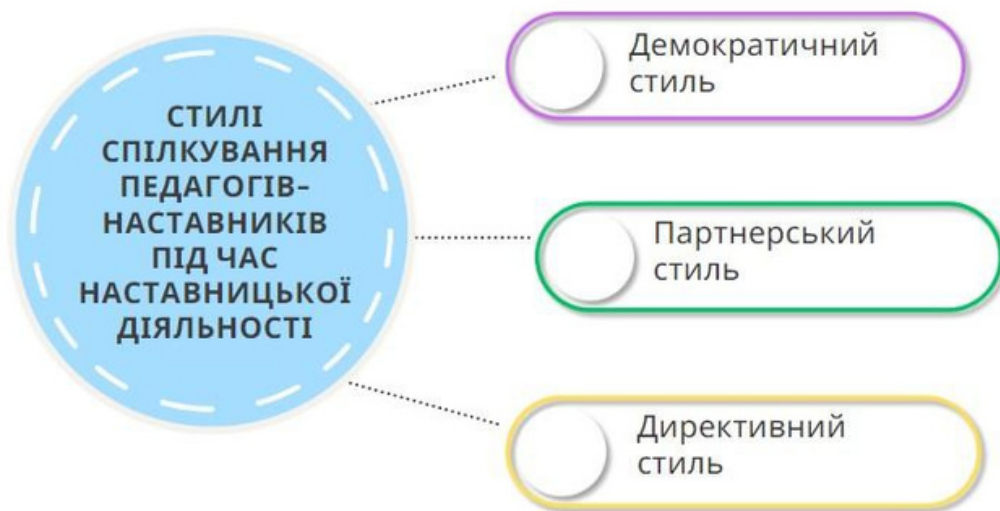 СТИЛІ
СПІЛКУВАННЯ
ПЕДАГОГІВ-
НАСТАВНИКІВ
ПІД ЧАС
НАСТАВНИЦЬКОЇ
ДІЯЛЬНОСТІ
Демократичний
стиль
Партнерський
стиль
Директивний
стиль